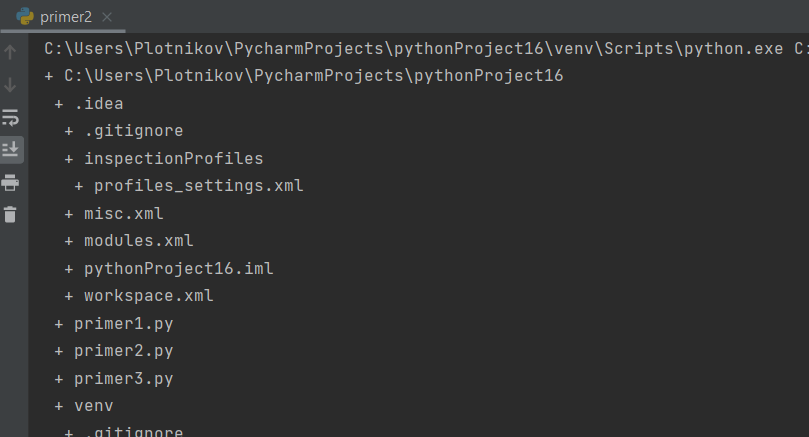 primer2
C:\Users\Plotnikov\PycharmProjects\pythonProject16\venv\Scripts\python.exe C:
+ C:\Users\Plotnikov\PycharmProjects\pythonProject16
+ .idea
+ .gitignore
+ inspectionProfiles
+ profiles_settings.xml
+ misc.xml
+ modules.xml
+ pythonProject16.iml
+ workspace.xml
+ primer1.py
+ primer2.py
+ primer3.py
+ venv
+ .gitignore